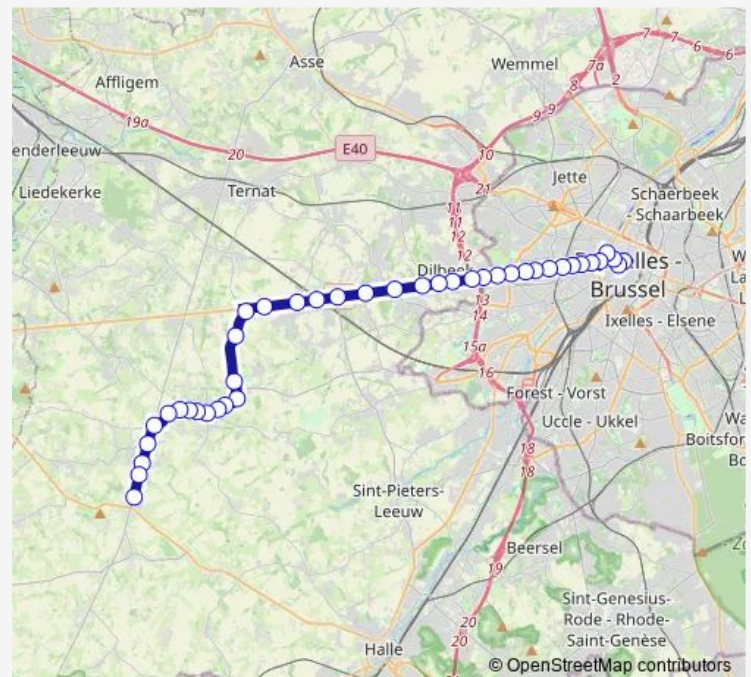 Affligem
Asse
Wemmel
7
7
6
6
7a
8
2
9
9
19a
20
E40
10
21
enderleeuw
Liedekerke
Ternat
Jette
Schaerbeek
- Schaarbeek
11
11
12
12
Dilbeek
13
14
elles -
Brussel
Ixelles - Elsene
15a
16
Forest - Vorst
Uccle - Ukkel
Boitsfor
18
18
Sint-Pieters-
Leeuw
Beersel
19
Sint-Genesius-
Rode - Rhode-
Saint-Genèse
20
20
Halle
© OpenStreetMap contributors